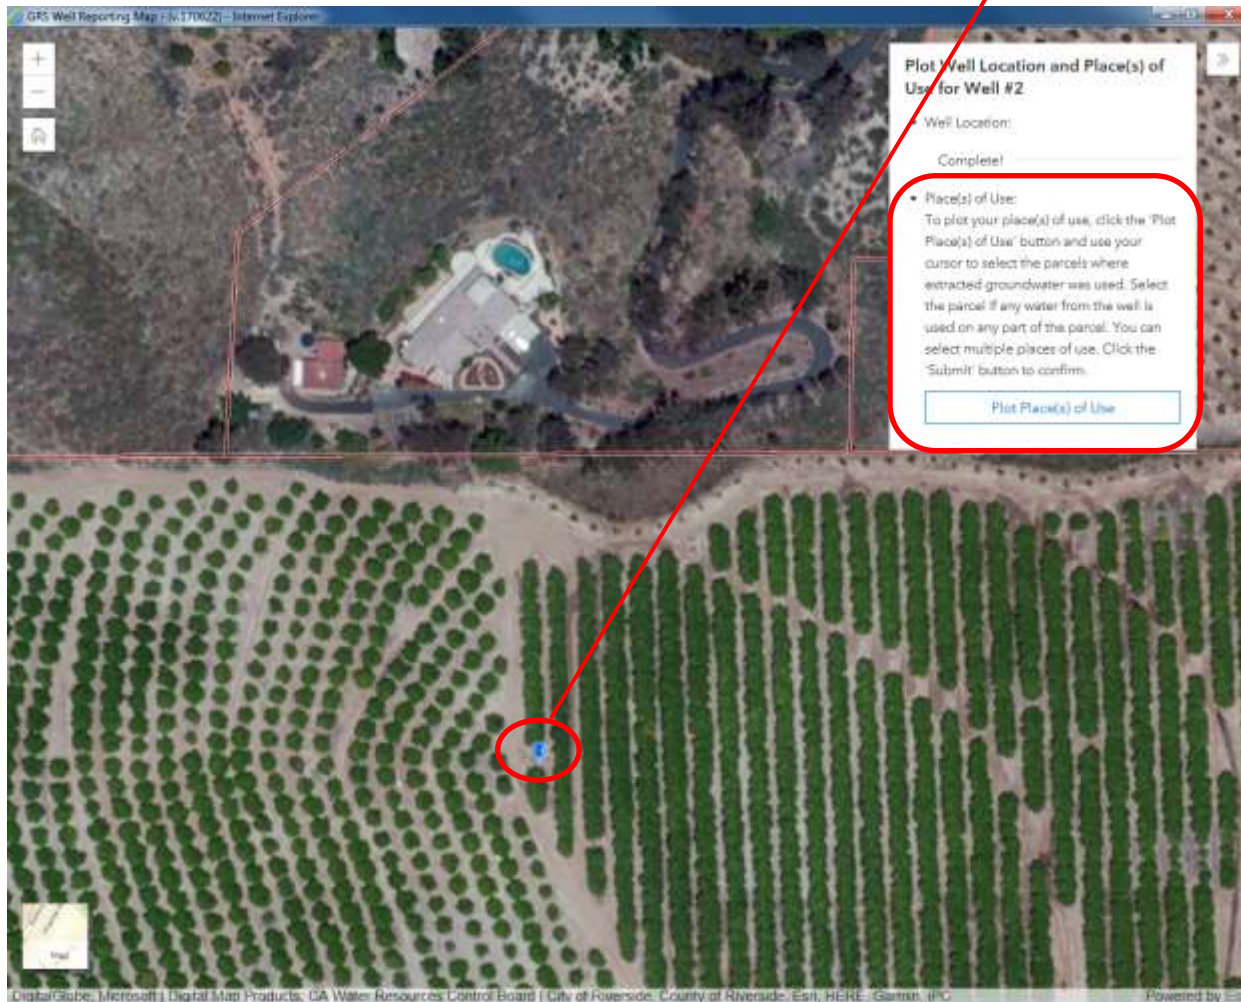 GRS Well Reporting Map - (v.170622) - Internet Explorer
+
−
Plot Well Location and Place(s) of
Use for Well #2
• Well Location:
Complete!
• Place(s) of Use:
To plot your place(s) of use, click the 'Plot
Place(s) of Use' button and use your
cursor to select the parcels where
extracted groundwater was used. Select
the parcel if any water from the well is
used on any part of the parcel. You can
select multiple places of use. Click the
'Submit' button to confirm.
Plot Place(s) of Use
Map
DigitalGlobe, Microsoft | Digital Map Products, CA Water Resources Control Board | City of Riverside, County of Riverside, Esri, HERE, Garmin, iPC
Powered by